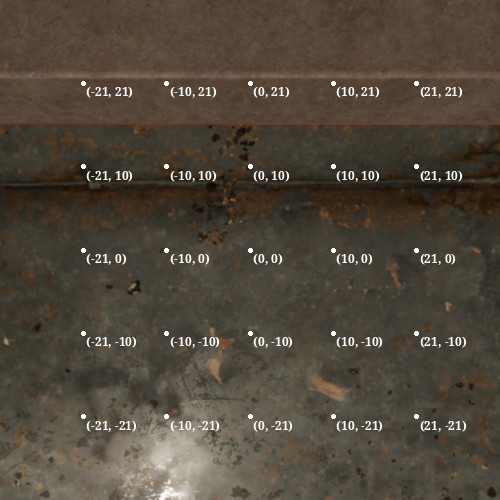 (-21, 21) (-10, 21) (0, 21) (10, 21) (21, 21)
(-21, 10) (-10, 10) (0, 10) (10, 10) (21, 10)
(-21, 0) (-10, 0) (0, 0) (10, 0) (21, 0)
(-21, -10) (-10, -10) (0, -10) (10, -10) (21, -10)
(-21, -21) (-10, -21) (0, -21) (10, -21) (21, -21)